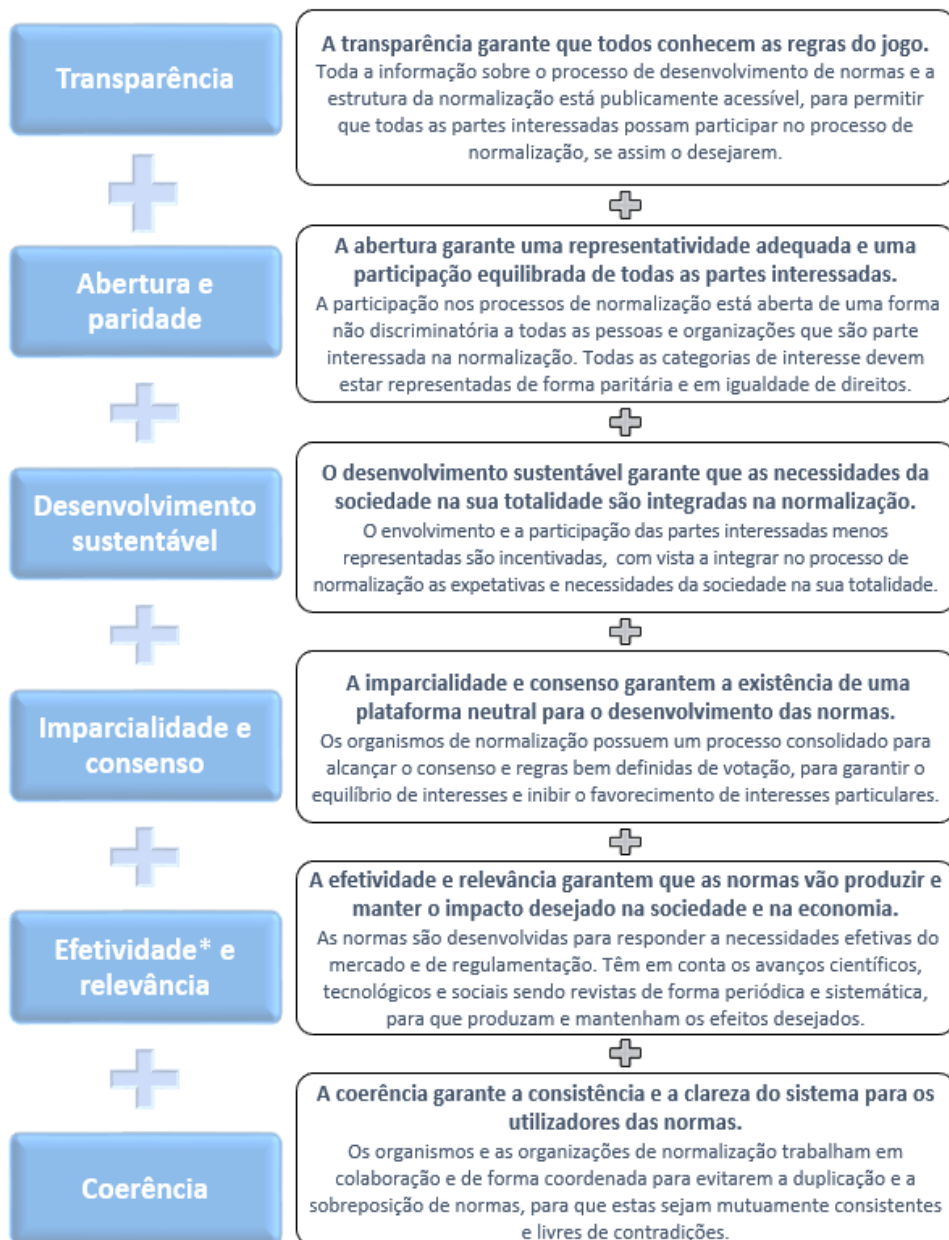 Transparência
A transparência garante que todos conhecem as regras do jogo.
Toda a informação sobre o processo de desenvolvimento de normas e a
estrutura da normalização está publicamente acessível, para permitir
que todas as partes interessadas possam participar no processo de
normalização, se assim o desejarem.
Abertura e
paridade
A abertura garante uma representatividade adequada e uma
participação equilibrada de todas as partes interessadas.
A participação nos processos de normalização está aberta de uma forma
não discriminatória a todas as pessoas e organizações que são parte
interessada na normalização. Todas as categorias de interesse devem
estar representadas de forma paritária e em igualdade de direitos.
Desenvolvimento
sustentável
O desenvolvimento sustentável garante que as necessidades da
sociedade na sua totalidade são integradas na normalização.
O envolvimento e a participação das partes interessadas menos
representadas são incentivadas, com vista a integrar no processo de
normalização as expetativas e necessidades da sociedade na sua totalidade.
Imparcialidade e
consenso
A imparcialidade e consenso garantem a existência de uma
plataforma neutral para o desenvolvimento das normas.
Os organismos de normalização possuem um processo consolidado para
alcançar o consenso e regras bem definidas de votação, para garantir o
equilíbrio de interesses e inibir o favorecimento de interesses particulares.
Efetividade* e
relevância
A efetividade e relevância garantem que as normas vão produzir e
manter o impacto desejado na sociedade e na economia.
As normas são desenvolvidas para responder a necessidades efetivas do
mercado e de regulamentação. Têm em conta os avanços científicos,
tecnológicos e sociais sendo revistas de forma periódica e sistemática,
para que produzam e mantenham os efeitos desejados.
Coerência
A coerência garante a consistência e a clareza do sistema para os
utilizadores das normas.
Os organismos e as organizações de normalização trabalham em
colaboração e de forma coordenada para evitarem a duplicação e a
sobreposição de normas, para que estas sejam mutuamente consistentes
e livres de contradições.